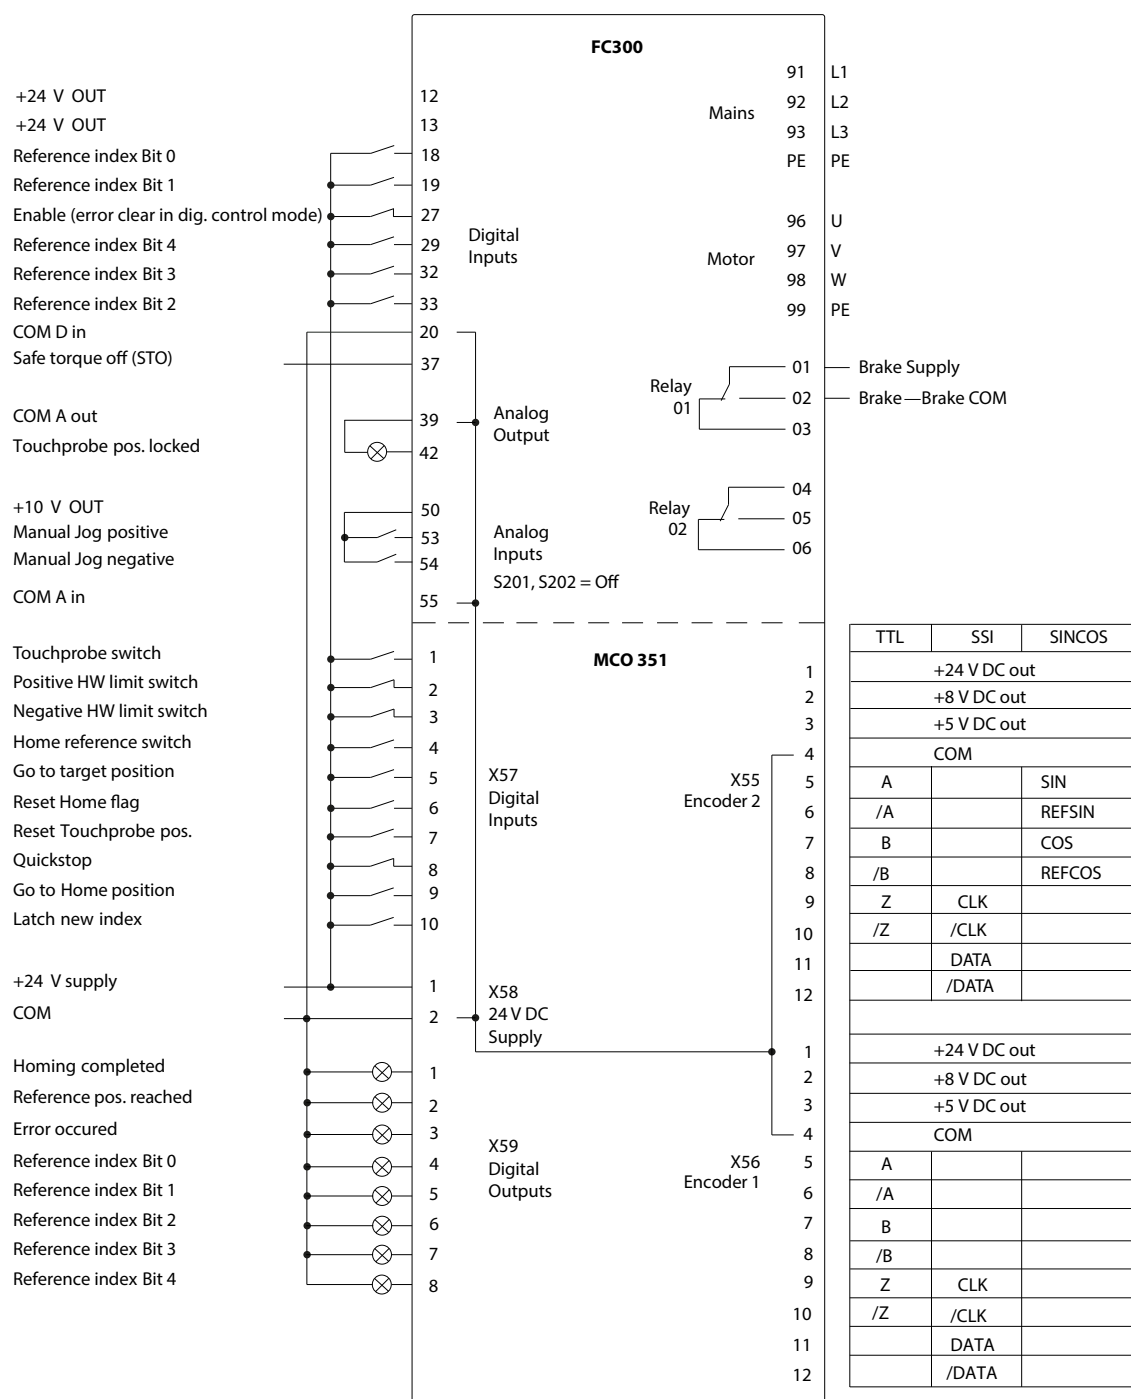 FC300
+24 V OUT 12
+24 V OUT 13
Reference index Bit 0 18
Reference index Bit 1 19
Enable (error clear in dig. control mode) 27
Reference index Bit 4 29
Reference index Bit 3 32
Reference index Bit 2 33
COM D in 20
Safe torque off (STO) 37
Digital
Inputs
COM A out 39
Touchprobe pos. locked 42
Analog
Output
+10 V OUT 50
Manual Jog positive 53
Manual Jog negative 54
Analog
Inputs
S201, S202 = Off
COM A in 55
Mains
91 L1
92 L2
93 L3
PE PE
Motor
96 U
97 V
98 W
99 PE
Relay
01
01 Brake Supply
02 Brake — Brake COM
03
Relay
02
04
05
06
MCO 351
Touchprobe switch 1
Positive HW limit switch 2
Negative HW limit switch 3
Home reference switch 4
Go to target position 5
Reset Home flag 6
Reset Touchprobe pos. 7
Quickstop 8
Go to Home position 9
Latch new index 10
X57
Digital
Inputs
+24 V supply 1
COM 2
X58
24 V DC
Supply
Homing completed 1
Reference pos. reached 2
Error occured 3
Reference index Bit 0 4
Reference index Bit 1 5
Reference index Bit 2 6
Reference index Bit 3 7
Reference index Bit 4 8
X59
Digital
Outputs
X55
Encoder 2
TTL SSI SINCOS
1 +24 V DC out
2 +8 V DC out
3 +5 V DC out
4 COM
5 A SIN
6 /A REFSIN
7 B COS
8 /B REFCOS
9 Z CLK
10 /Z /CLK
11 DATA
12 /DATA
X56
Encoder 1
1 +24 V DC out
2 +8 V DC out
3 +5 V DC out
4 COM
5 A
6 /A
7 B
8 /B
9 Z CLK
10 /Z /CLK
11 DATA
12 /DATA